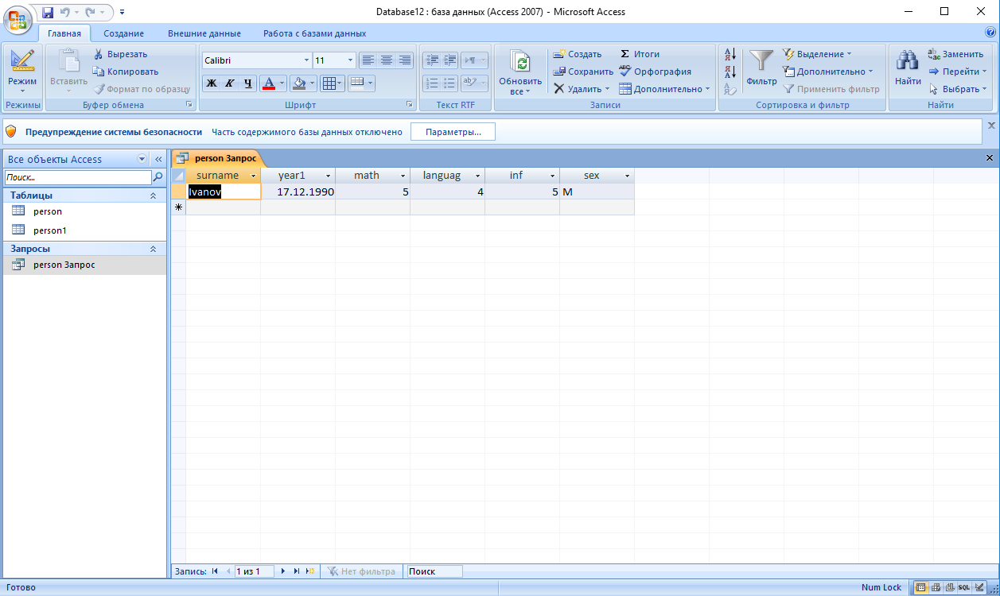 Database12 : база данных (Access 2007) - Microsoft Access
Главная Создание Внешние данные Работа с базами данных
Режим
Режимы
Вставить
Вырезать
Копировать
Формат по образцу
Буфер обмена
Calibri 11
Ж К Ч А
Шрифт
Текст RTF
Обновить
все
Создать
Сохранить
Удалить
Σ Итоги
Орфография
Дополнительно
Записи
Фильтр
Выделение
Дополнительно
Применить фильтр
Сортировка и фильтр
Найти
Заменить
Перейти
Выбрать
Найти
Предупреждение системы безопасности Часть содержимого базы данных отключено Параметры...
Все объекты Access
Поиск...
Таблицы
person
person1
Запросы
person Запрос
person Запрос
surname year1 math languag inf sex
Ivanov 17.12.1990 5 4 5 M
Запись: 1 из 1 Нет фильтра Поиск
Готово Num Lock SQL